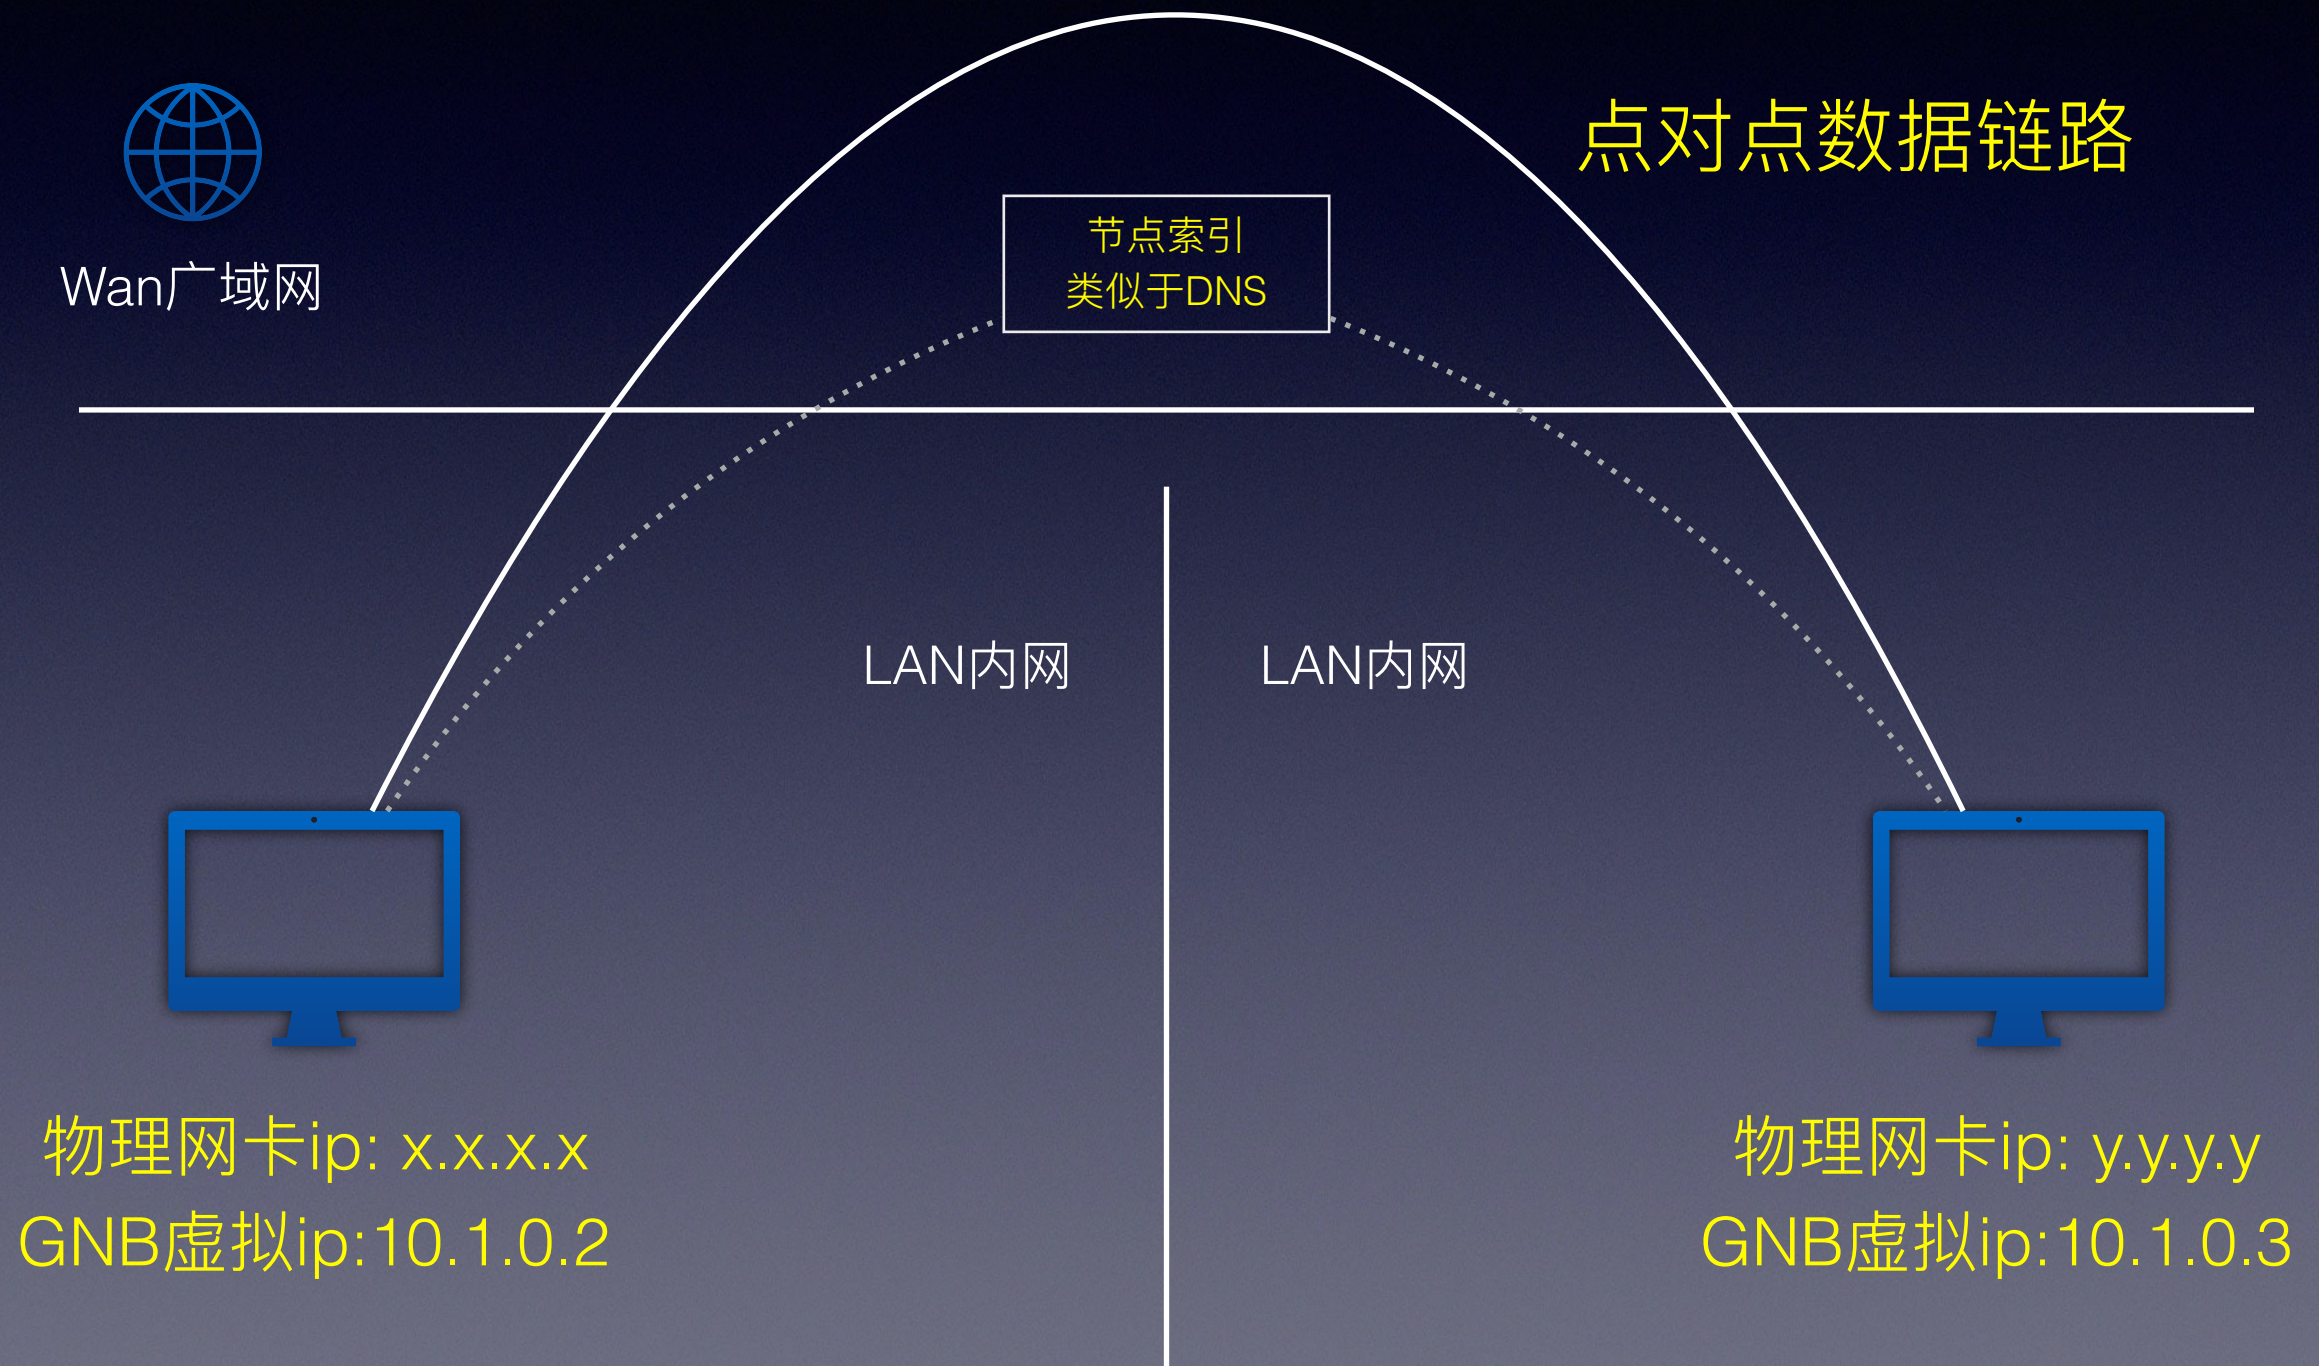 点对点数据链路
节点索引
类似于DNS
Wan广域网
LAN内网
LAN内网
物理网卡ip: x.x.x.x
GNB虚拟ip:10.1.0.2
物理网卡ip: y.y.y.y
GNB虚拟ip:10.1.0.3